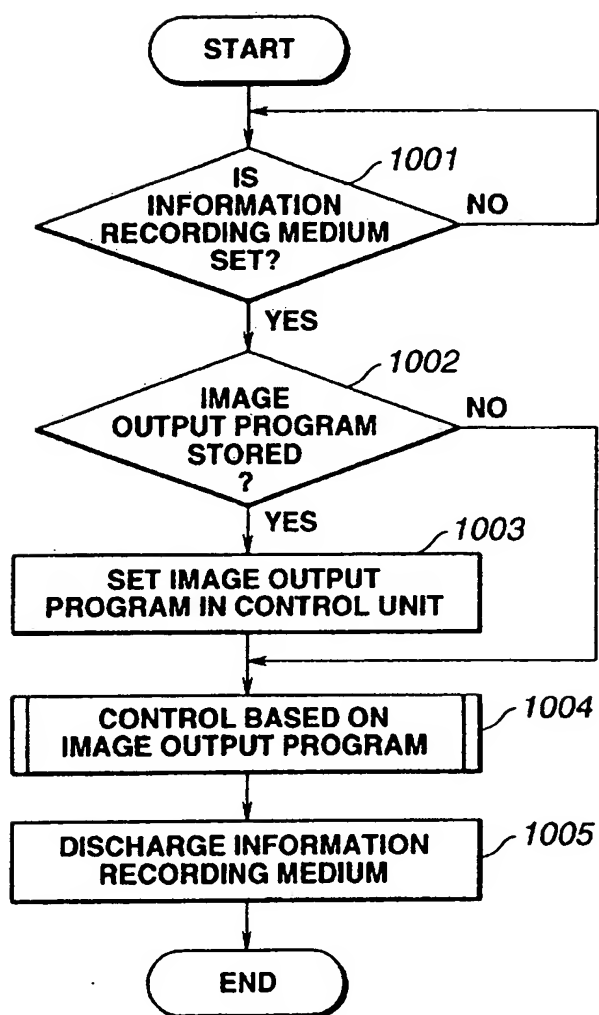 START
1001
IS
INFORMATION
RECORDING MEDIUM
SET?
NO
YES
1002
IMAGE
OUTPUT PROGRAM
STORED
?
NO
YES
1003
SET IMAGE OUTPUT
PROGRAM IN CONTROL UNIT
CONTROL BASED ON
IMAGE OUTPUT PROGRAM
1004
DISCHARGE INFORMATION
RECORDING MEDIUM
1005
END